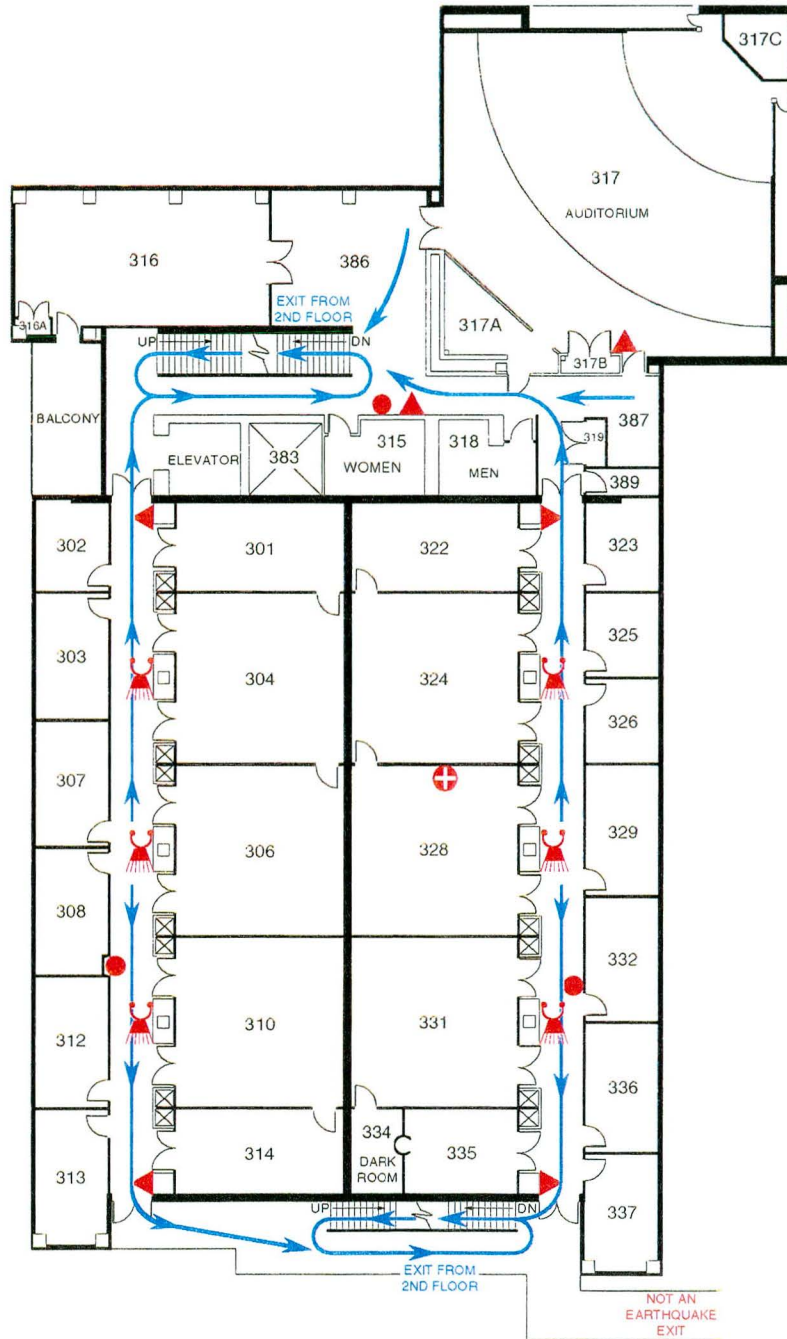 317C
317
AUDITORIUM
316
386
EXIT FROM
2ND FLOOR
316A
317A
UP
DN
317B
BALCONY
387
319
315
318
383
ELEVATOR
WOMEN
MEN
389
302
301
322
323
303
304
324
325
326
307
306
328
329
308
332
312
310
331
336
334
314
335
DARK
ROOM
313
337
UP
DN
EXIT FROM
2ND FLOOR
NOT AN
EARTHQUAKE
EXIT